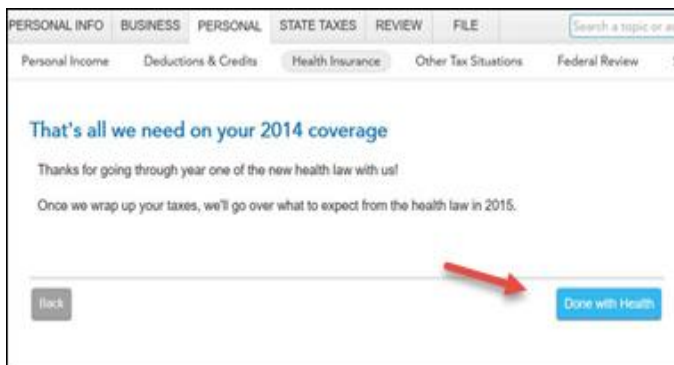 PERSONAL INFO BUSINESS PERSONAL STATE TAXES REVIEW FILE Search a topic or
Personal Income Deductions & Credits Health Insurance Other Tax Situations Federal Review
That's all we need on your 2014 coverage
Thanks for going through year one of the new health law with us!
Once we wrap up your taxes, we'll go over what to expect from the health law in 2015.
Back Done with Health